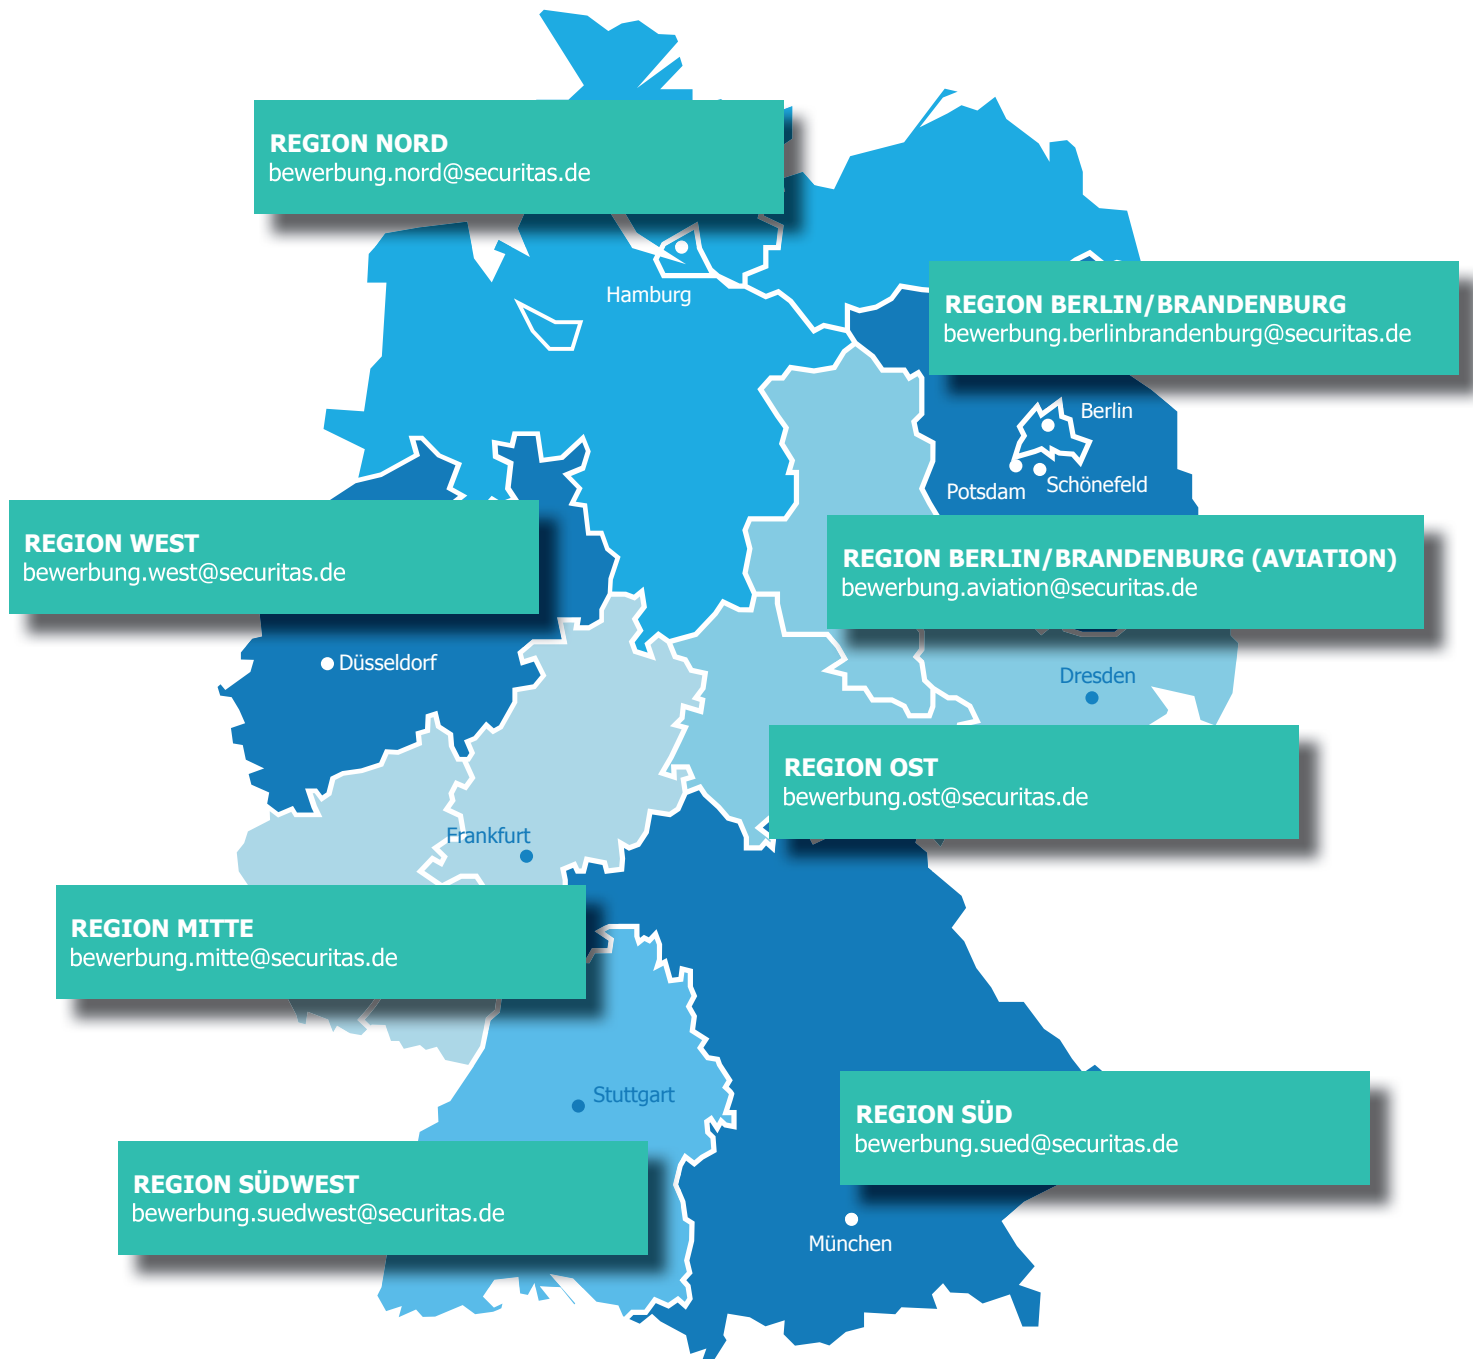 REGION NORD
bewerbung.nord@securitas.de
Hamburg
REGION BERLIN/BRANDENBURG
bewerbung.berlinbrandenburg@securitas.de
Berlin
Potsdam
Schönefeld
REGION WEST
bewerbung.west@securitas.de
REGION BERLIN/BRANDENBURG (AVIATION)
bewerbung.aviation@securitas.de
Düsseldorf
Dresden
REGION OST
bewerbung.ost@securitas.de
Frankfurt
REGION MITTE
bewerbung.mitte@securitas.de
Stuttgart
REGION SÜD
bewerbung.sued@securitas.de
REGION SÜDWEST
bewerbung.suedwest@securitas.de
München